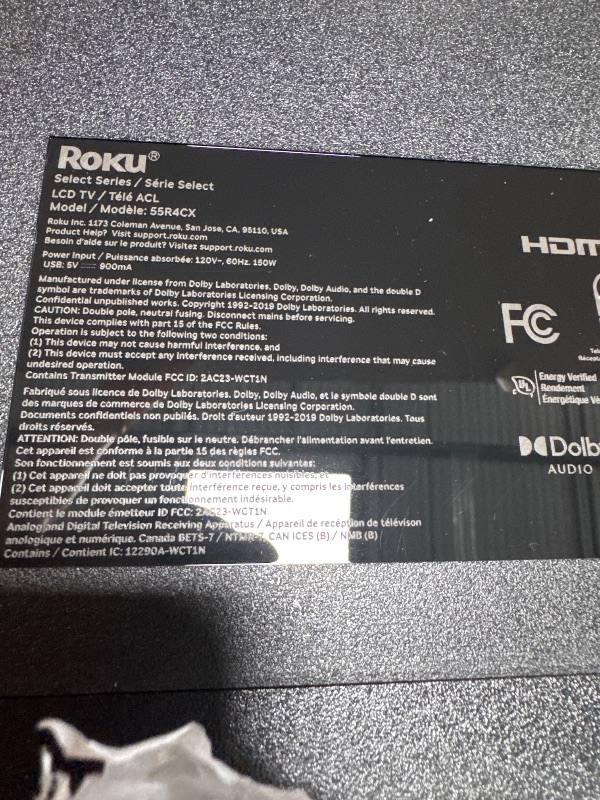 Roku®
Select Series / Série Select
LCD TV / Télé ACL
Model / Modèle: 55R4CX
Roku Inc. 1173 Coleman Avenue, San Jose, CA, 95110, USA
Product Help? Visit support.roku.com
Besoin d'aide sur le produit? Visitez support.roku.com
Power Input / Puissance absorbée: 120V~, 60Hz, 150W
USB: 5V ⎓ 900mA
Manufactured under license from Dolby Laboratories, Dolby, Dolby Audio, and the double D
symbol are trademarks of Dolby Laboratories Licensing Corporation.
Confidential unpublished works. Copyright 1992-2019 Dolby Laboratories. All rights reserved.
CAUTION: Double pole, neutral fusing. Disconnect mains before servicing.
This device complies with part 15 of the FCC Rules.
Operation is subject to the following two conditions:
(1) This device may not cause harmful interference, and
(2) This device must accept any interference received, including interference that may cause
undesired operation.
Contains Transmitter Module FCC ID: 2AC23-WCT1N
Fabriqué sous licence de Dolby Laboratories. Dolby, Dolby Audio, et le symbole double D sont
des marques de commerce de Dolby Laboratories Licensing Corporation.
Documents confidentiels non publiés. Droit d'auteur 1992-2019 Dolby Laboratories. Tous
droits réservés.
ATTENTION: Double pôle, fusible sur le neutre. Débrancher l'alimentation avant l'entretien.
Cet appareil est conforme à la partie 15 des règles FCC.
Son fonctionnement est soumis aux deux conditions suivantes:
(1) Cet appareil ne doit pas provoquer d'interférences nuisibles, et
(2) Cet appareil doit accepter toute interférence reçue, y compris les interférences
susceptibles de provoquer un fonctionnement indésirable.
Contient le module émetteur ID FCC: 2AC23-WCT1N
Analog and Digital Television Receiving Apparatus / Appareil de recéption de télévison
analogique et numérique. Canada BETS-7 / NTMR-7, CAN ICES (B) / NMB (B)
Contains / Contient IC: 12290A-WCT1N
HDM
FC
UL
Energy Verified
Rendement
Énergétique Vé
Dolb
AUDIO